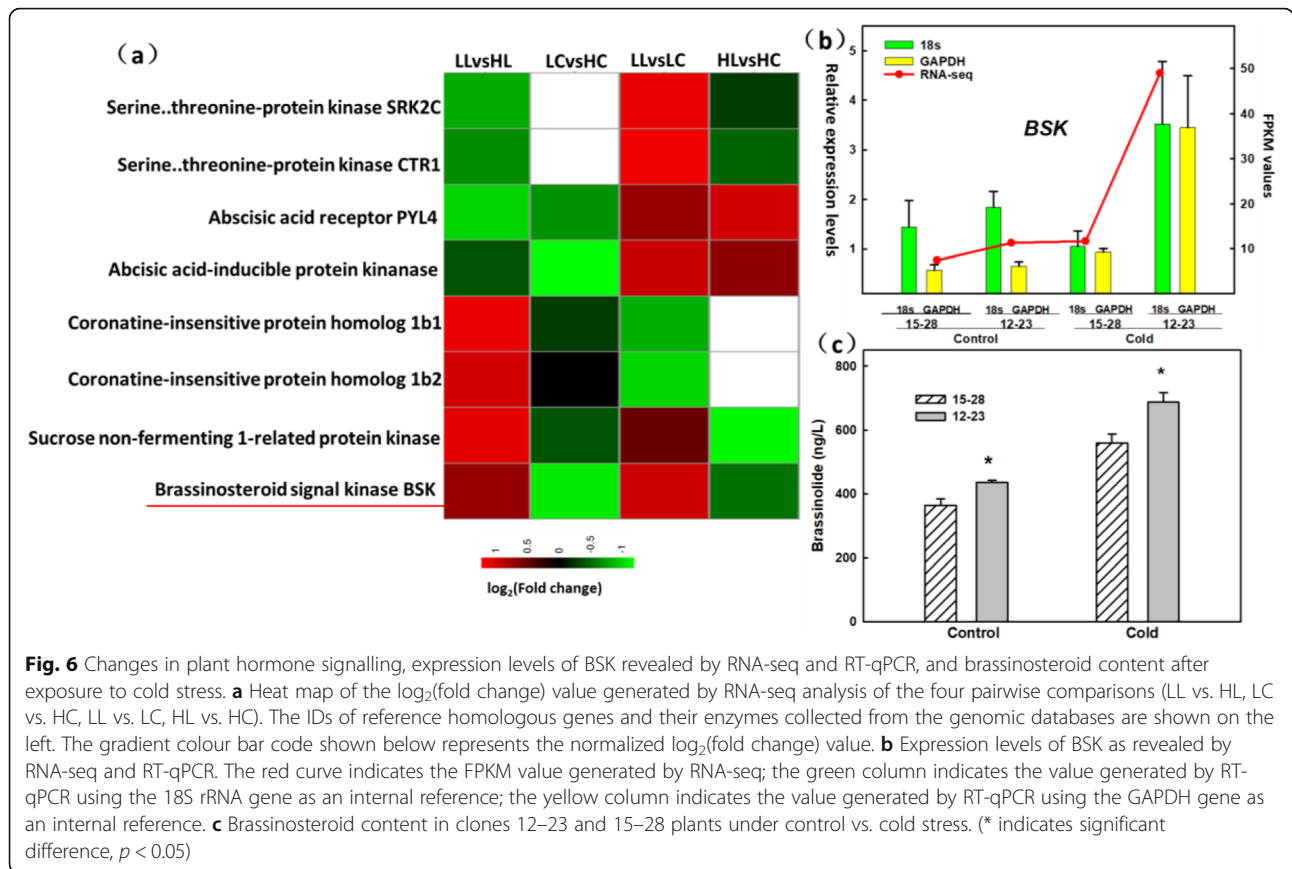 (a)
LLvsHL LCvsHC LLvsLC HLvsHC
Serine..threonine-protein kinase SRK2C
Serine..threonine-protein kinase CTR1
Abscisic acid receptor PYL4
Abcisic acid-inducible protein kinanase
Coronatine-insensitive protein homolog 1b1
Coronatine-insensitive protein homolog 1b2
Sucrose non-fermenting 1-related protein kinase
Brassinosteroid signal kinase BSK
1 0.5 0 -0.5 -1
log2(Fold change)
(b)
18s
GAPDH
RNA-seq
BSK
Relative expression levels
5
4
3
2
1
FPKM values
50
40
30
20
10
18s GAPDH 18s GAPDH 18s GAPDH 18s GAPDH
15-28 12-23 15-28 12-23
Control Cold
(c)
15-28
12-23
Brassinolide (ng/L)
800
600
400
200
0
* *
Control Cold
Fig. 6 Changes in plant hormone signalling, expression levels of BSK revealed by RNA-seq and RT-qPCR, and brassinosteroid content after
exposure to cold stress. a Heat map of the log2(fold change) value generated by RNA-seq analysis of the four pairwise comparisons (LL vs. HL, LC
vs. HC, LL vs. LC, HL vs. HC). The IDs of reference homologous genes and their enzymes collected from the genomic databases are shown on the
left. The gradient colour bar code shown below represents the normalized log2(fold change) value. b Expression levels of BSK as revealed by
RNA-seq and RT-qPCR. The red curve indicates the FPKM value generated by RNA-seq; the green column indicates the value generated by RT-
qPCR using the 18S rRNA gene as an internal reference; the yellow column indicates the value generated by RT-qPCR using the GAPDH gene as
an internal reference. c Brassinosteroid content in clones 12–23 and 15–28 plants under control vs. cold stress. (* indicates significant
difference, p < 0.05)